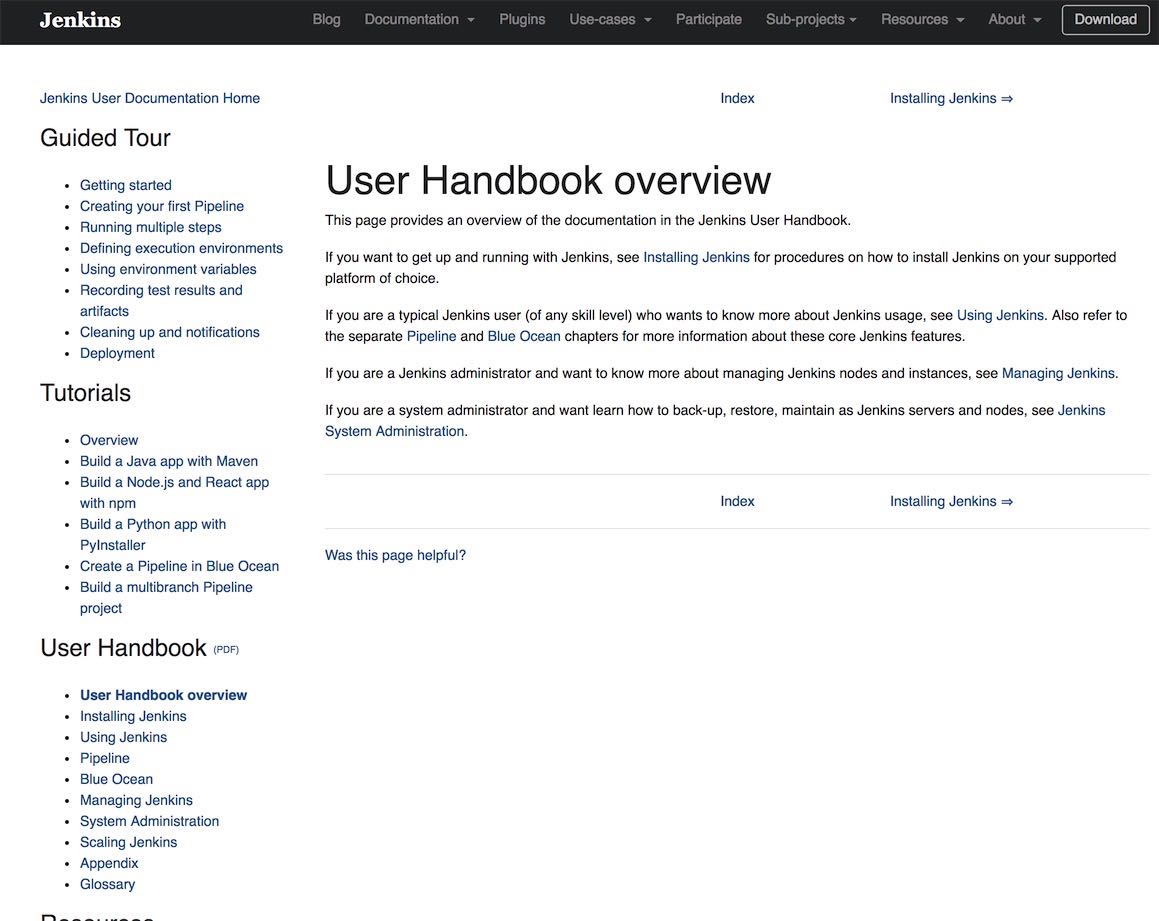 Jenkins
Blog
Documentation
Plugins
Use-cases
Participate
Sub-projects
Resources
About
Download
Jenkins User Documentation Home
Guided Tour
Getting started
Creating your first Pipeline
Running multiple steps
Defining execution environments
Using environment variables
Recording test results and
artifacts
Cleaning up and notifications
Deployment
Tutorials
Overview
Build a Java app with Maven
Build a Node.js and React app
with npm
Build a Python app with
PyInstaller
Create a Pipeline in Blue Ocean
Build a multibranch Pipeline
project
User Handbook (PDF)
User Handbook overview
Installing Jenkins
Using Jenkins
Pipeline
Blue Ocean
Managing Jenkins
System Administration
Scaling Jenkins
Appendix
Glossary
Resources
Index
Installing Jenkins ⇒
User Handbook overview
This page provides an overview of the documentation in the Jenkins User Handbook.
If you want to get up and running with Jenkins, see Installing Jenkins for procedures on how to install Jenkins on your supported
platform of choice.
If you are a typical Jenkins user (of any skill level) who wants to know more about Jenkins usage, see Using Jenkins. Also refer to
the separate Pipeline and Blue Ocean chapters for more information about these core Jenkins features.
If you are a Jenkins administrator and want to know more about managing Jenkins nodes and instances, see Managing Jenkins.
If you are a system administrator and want learn how to back-up, restore, maintain as Jenkins servers and nodes, see Jenkins
System Administration.
Index
Installing Jenkins ⇒
Was this page helpful?